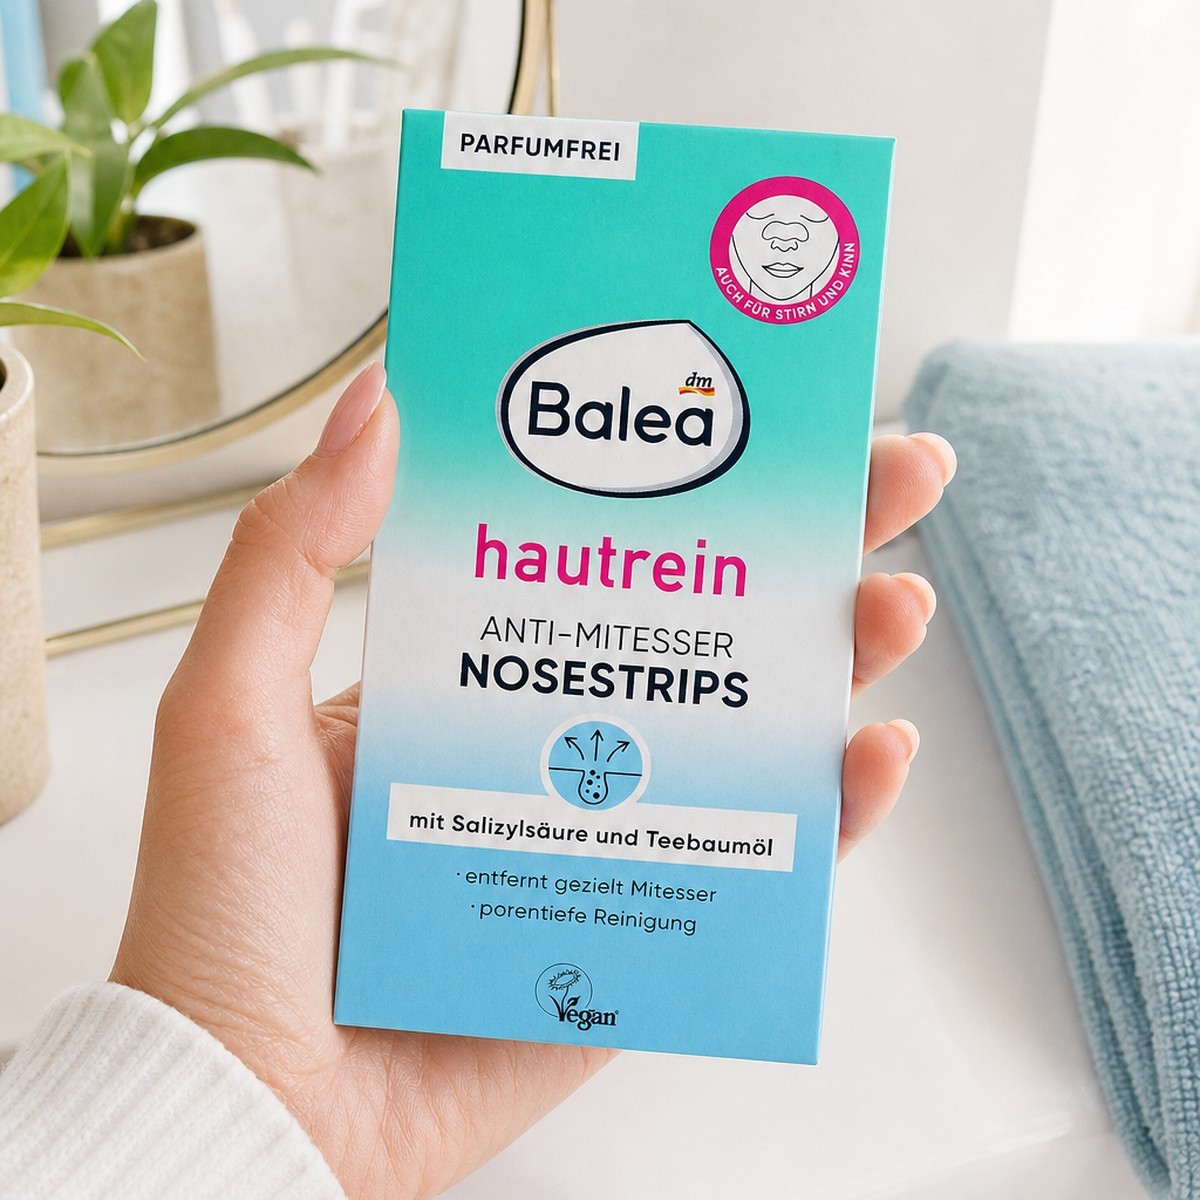 PARFUMFREI
AUCH FÜR STIRN UND KINN
dm
Balea
hautrein
ANTI-MITESSER
NOSESTRIPS
mit Salizylsäure und Teebaumöl
· entfernt gezielt Mitesser
· porentiefe Reinigung
Vegan